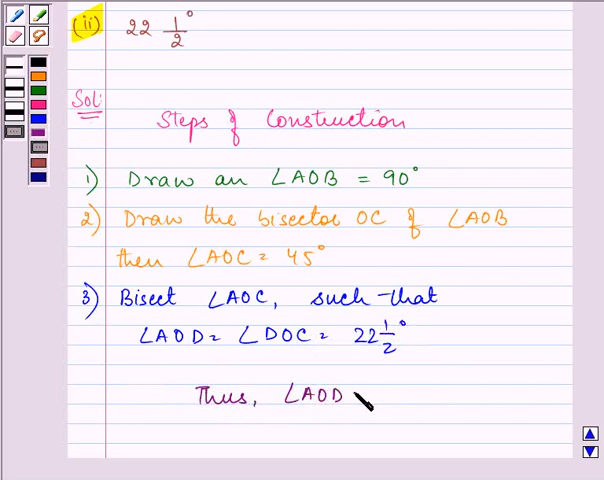 (ii) 22 1/2°
Sol:
Steps of Construction
1) Draw an ∠AOB = 90°
2) Draw the bisector OC of ∠AOB
then ∠AOC = 45°
3) Bisect ∠AOC, such-that
∠AOD = ∠DOC = 22 1/2°
Thus, ∠AOD